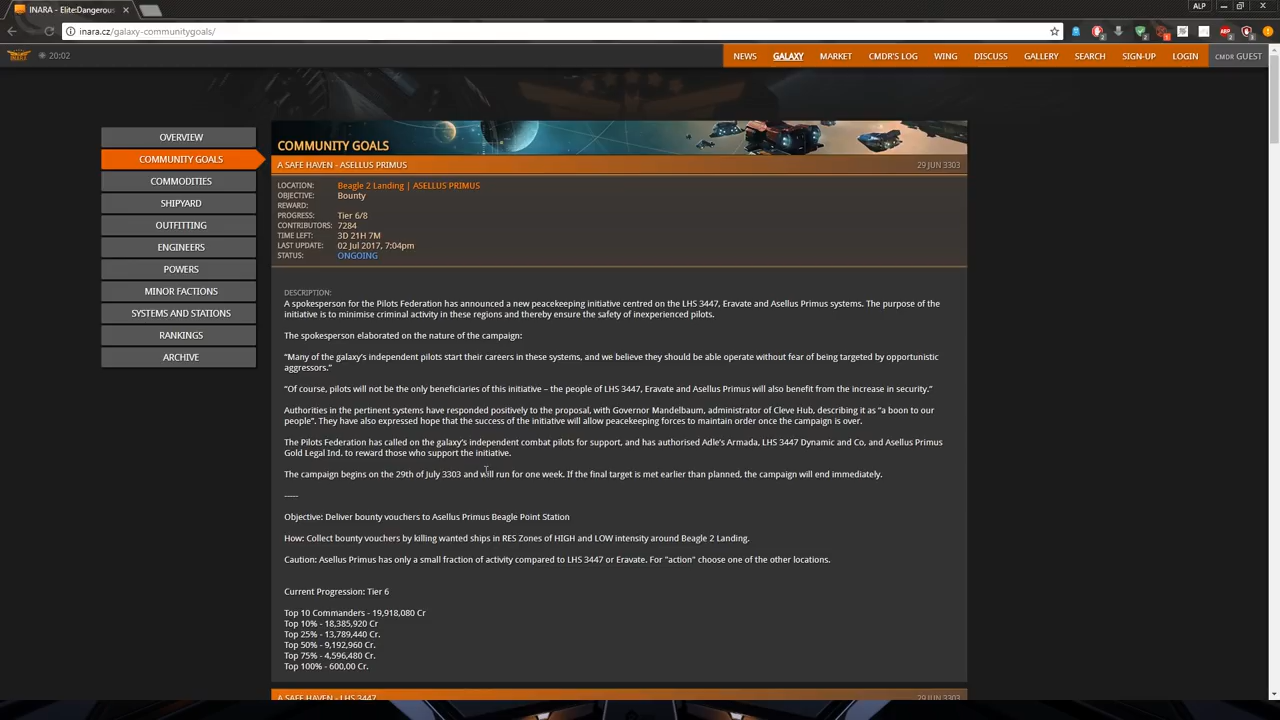 INARA - Elite:Dangerous
ALP
inara.cz/galaxy-communitygoals/
20:02
NEWS GALAXY MARKET CMDR'S LOG WING DISCUSS GALLERY SEARCH SIGN-UP LOGIN CMDR GUEST
OVERVIEW
COMMUNITY GOALS
COMMODITIES
SHIPYARD
OUTFITTING
ENGINEERS
POWERS
MINOR FACTIONS
SYSTEMS AND STATIONS
RANKINGS
ARCHIVE
COMMUNITY GOALS
A SAFE HAVEN - ASELLUS PRIMUS 29 JUN 3303
LOCATION: Beagle 2 Landing | ASELLUS PRIMUS
OBJECTIVE: Bounty
REWARD:
PROGRESS: Tier 6/8
CONTRIBUTORS: 7284
TIME LEFT: 3D 21H 7M
LAST UPDATE: 02 Jul 2017, 7:04pm
STATUS: ONGOING
DESCRIPTION:
A spokesperson for the Pilots Federation has announced a new peacekeeping initiative centred on the LHS 3447, Eravate and Asellus Primus systems. The purpose of the
initiative is to minimise criminal activity in these regions and thereby ensure the safety of inexperienced pilots.
The spokesperson elaborated on the nature of the campaign:
“Many of the galaxy’s independent pilots start their careers in these systems, and we believe they should be able operate without fear of being targeted by opportunistic
aggressors.”
“Of course, pilots will not be the only beneficiaries of this initiative – the people of LHS 3447, Eravate and Asellus Primus will also benefit from the increase in security.”
Authorities in the pertinent systems have responded positively to the proposal, with Governor Mandelbaum, administrator of Cleve Hub, describing it as “a boon to our
people”. They have also expressed hope that the success of the initiative will allow peacekeeping forces to maintain order once the campaign is over.
The Pilots Federation has called on the galaxy’s independent combat pilots for support, and has authorised Adle's Armada, LHS 3447 Dynamic and Co, and Asellus Primus
Gold Legal Ind. to reward those who support the initiative.
The campaign begins on the 29th of July 3303 and will run for one week. If the final target is met earlier than planned, the campaign will end immediately.
-----
Objective: Deliver bounty vouchers to Asellus Primus Beagle Point Station
How: Collect bounty vouchers by killing wanted ships in RES Zones of HIGH and LOW intensity around Beagle 2 Landing.
Caution: Asellus Primus has only a small fraction of activity compared to LHS 3447 or Eravate. For "action" choose one of the other locations.
Current Progression: Tier 6
Top 10 Commanders - 19,918,080 Cr
Top 10% - 18,385,920 Cr
Top 25% - 13,789,440 Cr.
Top 50% - 9,192,960 Cr.
Top 75% - 4,596,480 Cr.
Top 100% - 600,00 Cr.
A SAFE HAVEN - LHS 3447 29 JUN 3303